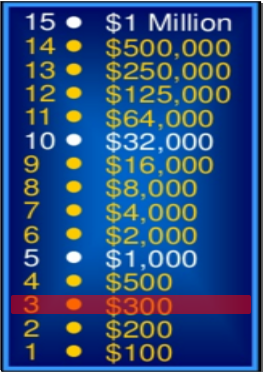 15 • $1 Million
14 • $500,000
13 • $250,000
12 • $125,000
11 • $64,000
10 • $32,000
9 • $16,000
8 • $8,000
7 • $4,000
6 • $2,000
5 • $1,000
4 • $500
3 • $300
2 • $200
1 • $100